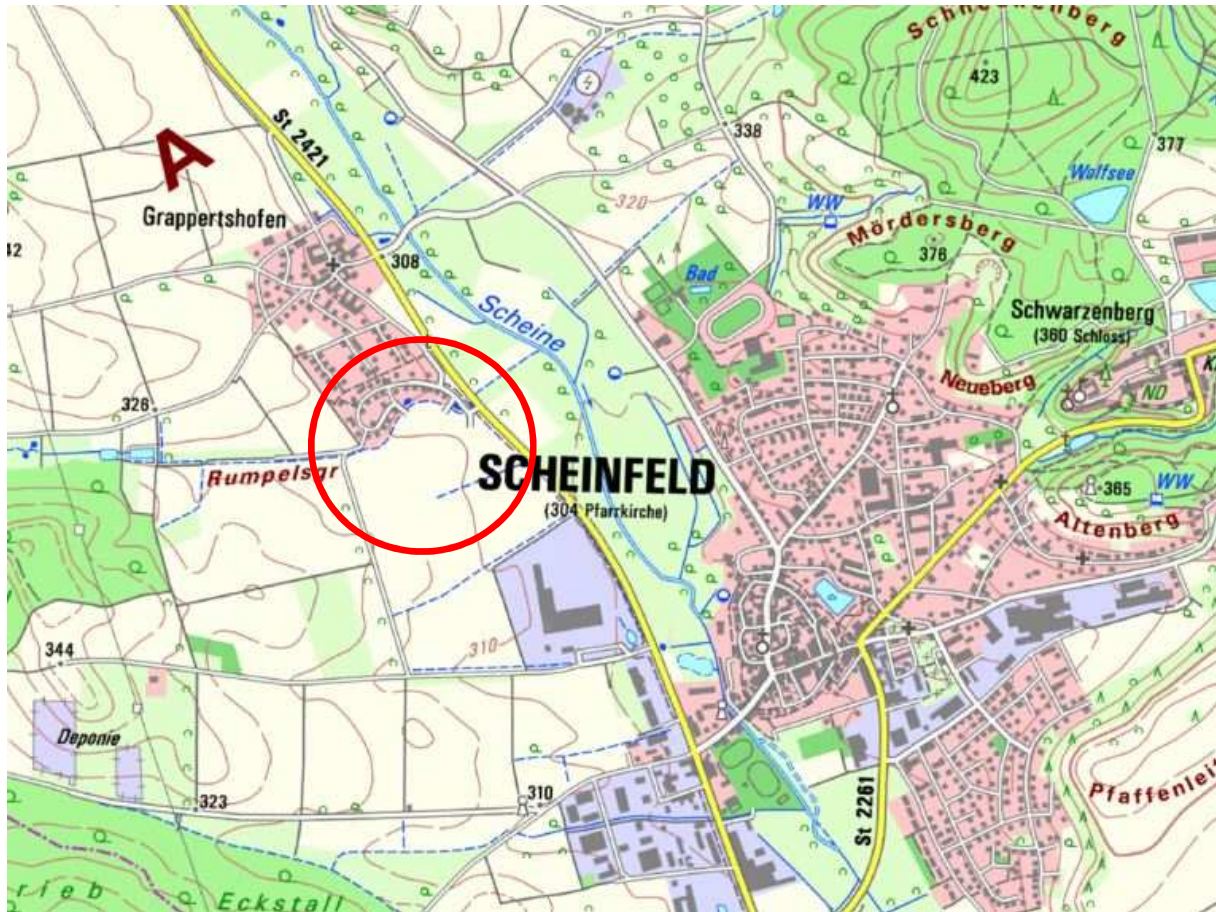 Schneckenberg
423
St 2421
A
338
377
Wolfsee
Grappertshofen
320
WW
Mördersberg
42
308
376
Bad
Scheine
Schwarzenberg
(360 Schloss)
Neueberg
K
ND
326
Rumpelsgr
SCHEINFELD
(304 Pfarrkirche)
365
WW
Altenberg
344
310
Deponie
323
310
St 2261
Pfaffenleit
rieb
Eckstall